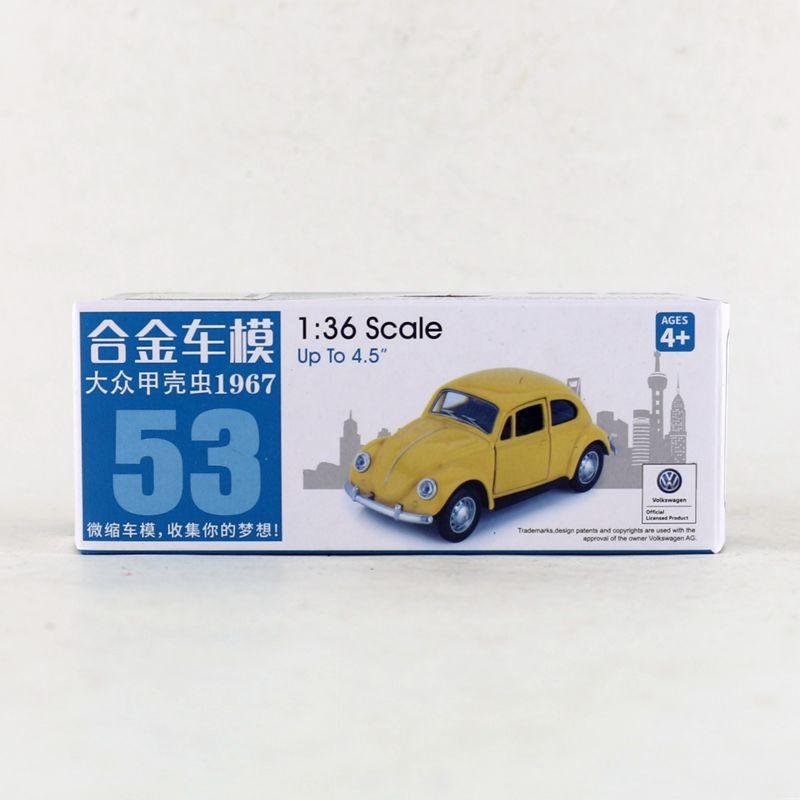 合金车模
大众甲壳虫1967
53
微缩车模,收集你的梦想!
1:36 Scale
Up To 4.5"
AGES
4+
Volkswagen
Official
Licensed Product
Trademarks,design patents and copyrights are used with the
approval of the owner Volkswagen AG.